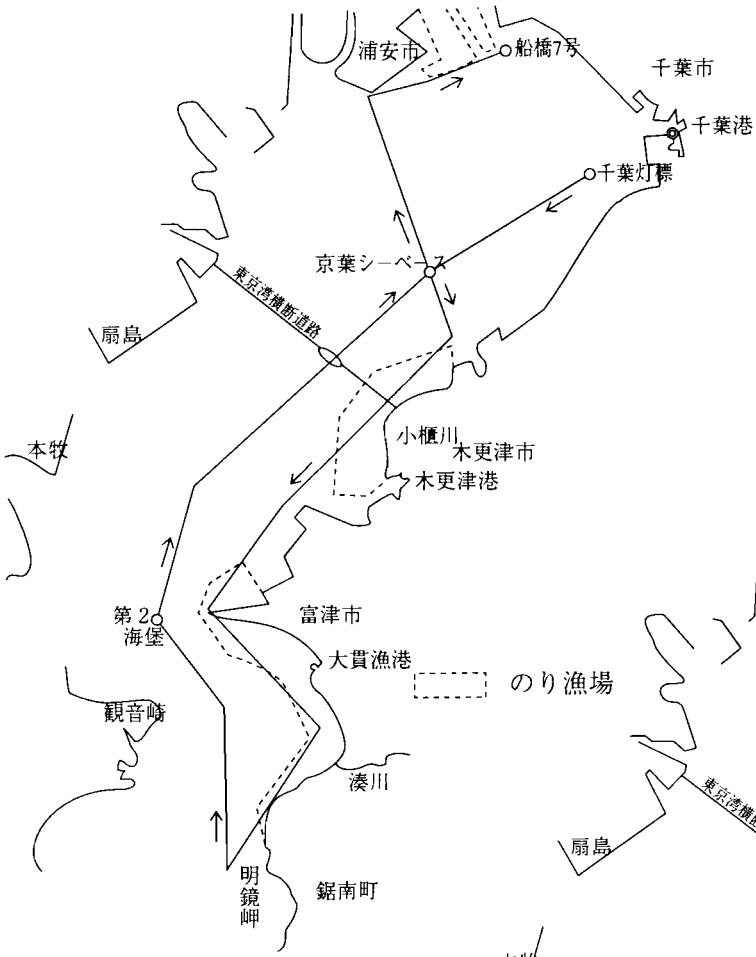 浦安市
船橋7号
千葉市
千葉港
千葉灯標
京葉シーベース
東京湾横断道路
扇島
小櫃川
木更津市
本牧
木更津港
第2
海堡
富津市
大貫漁港
のり漁場
観音崎
湊川
東京湾横断
扇島
明鏡岬
鋸南町